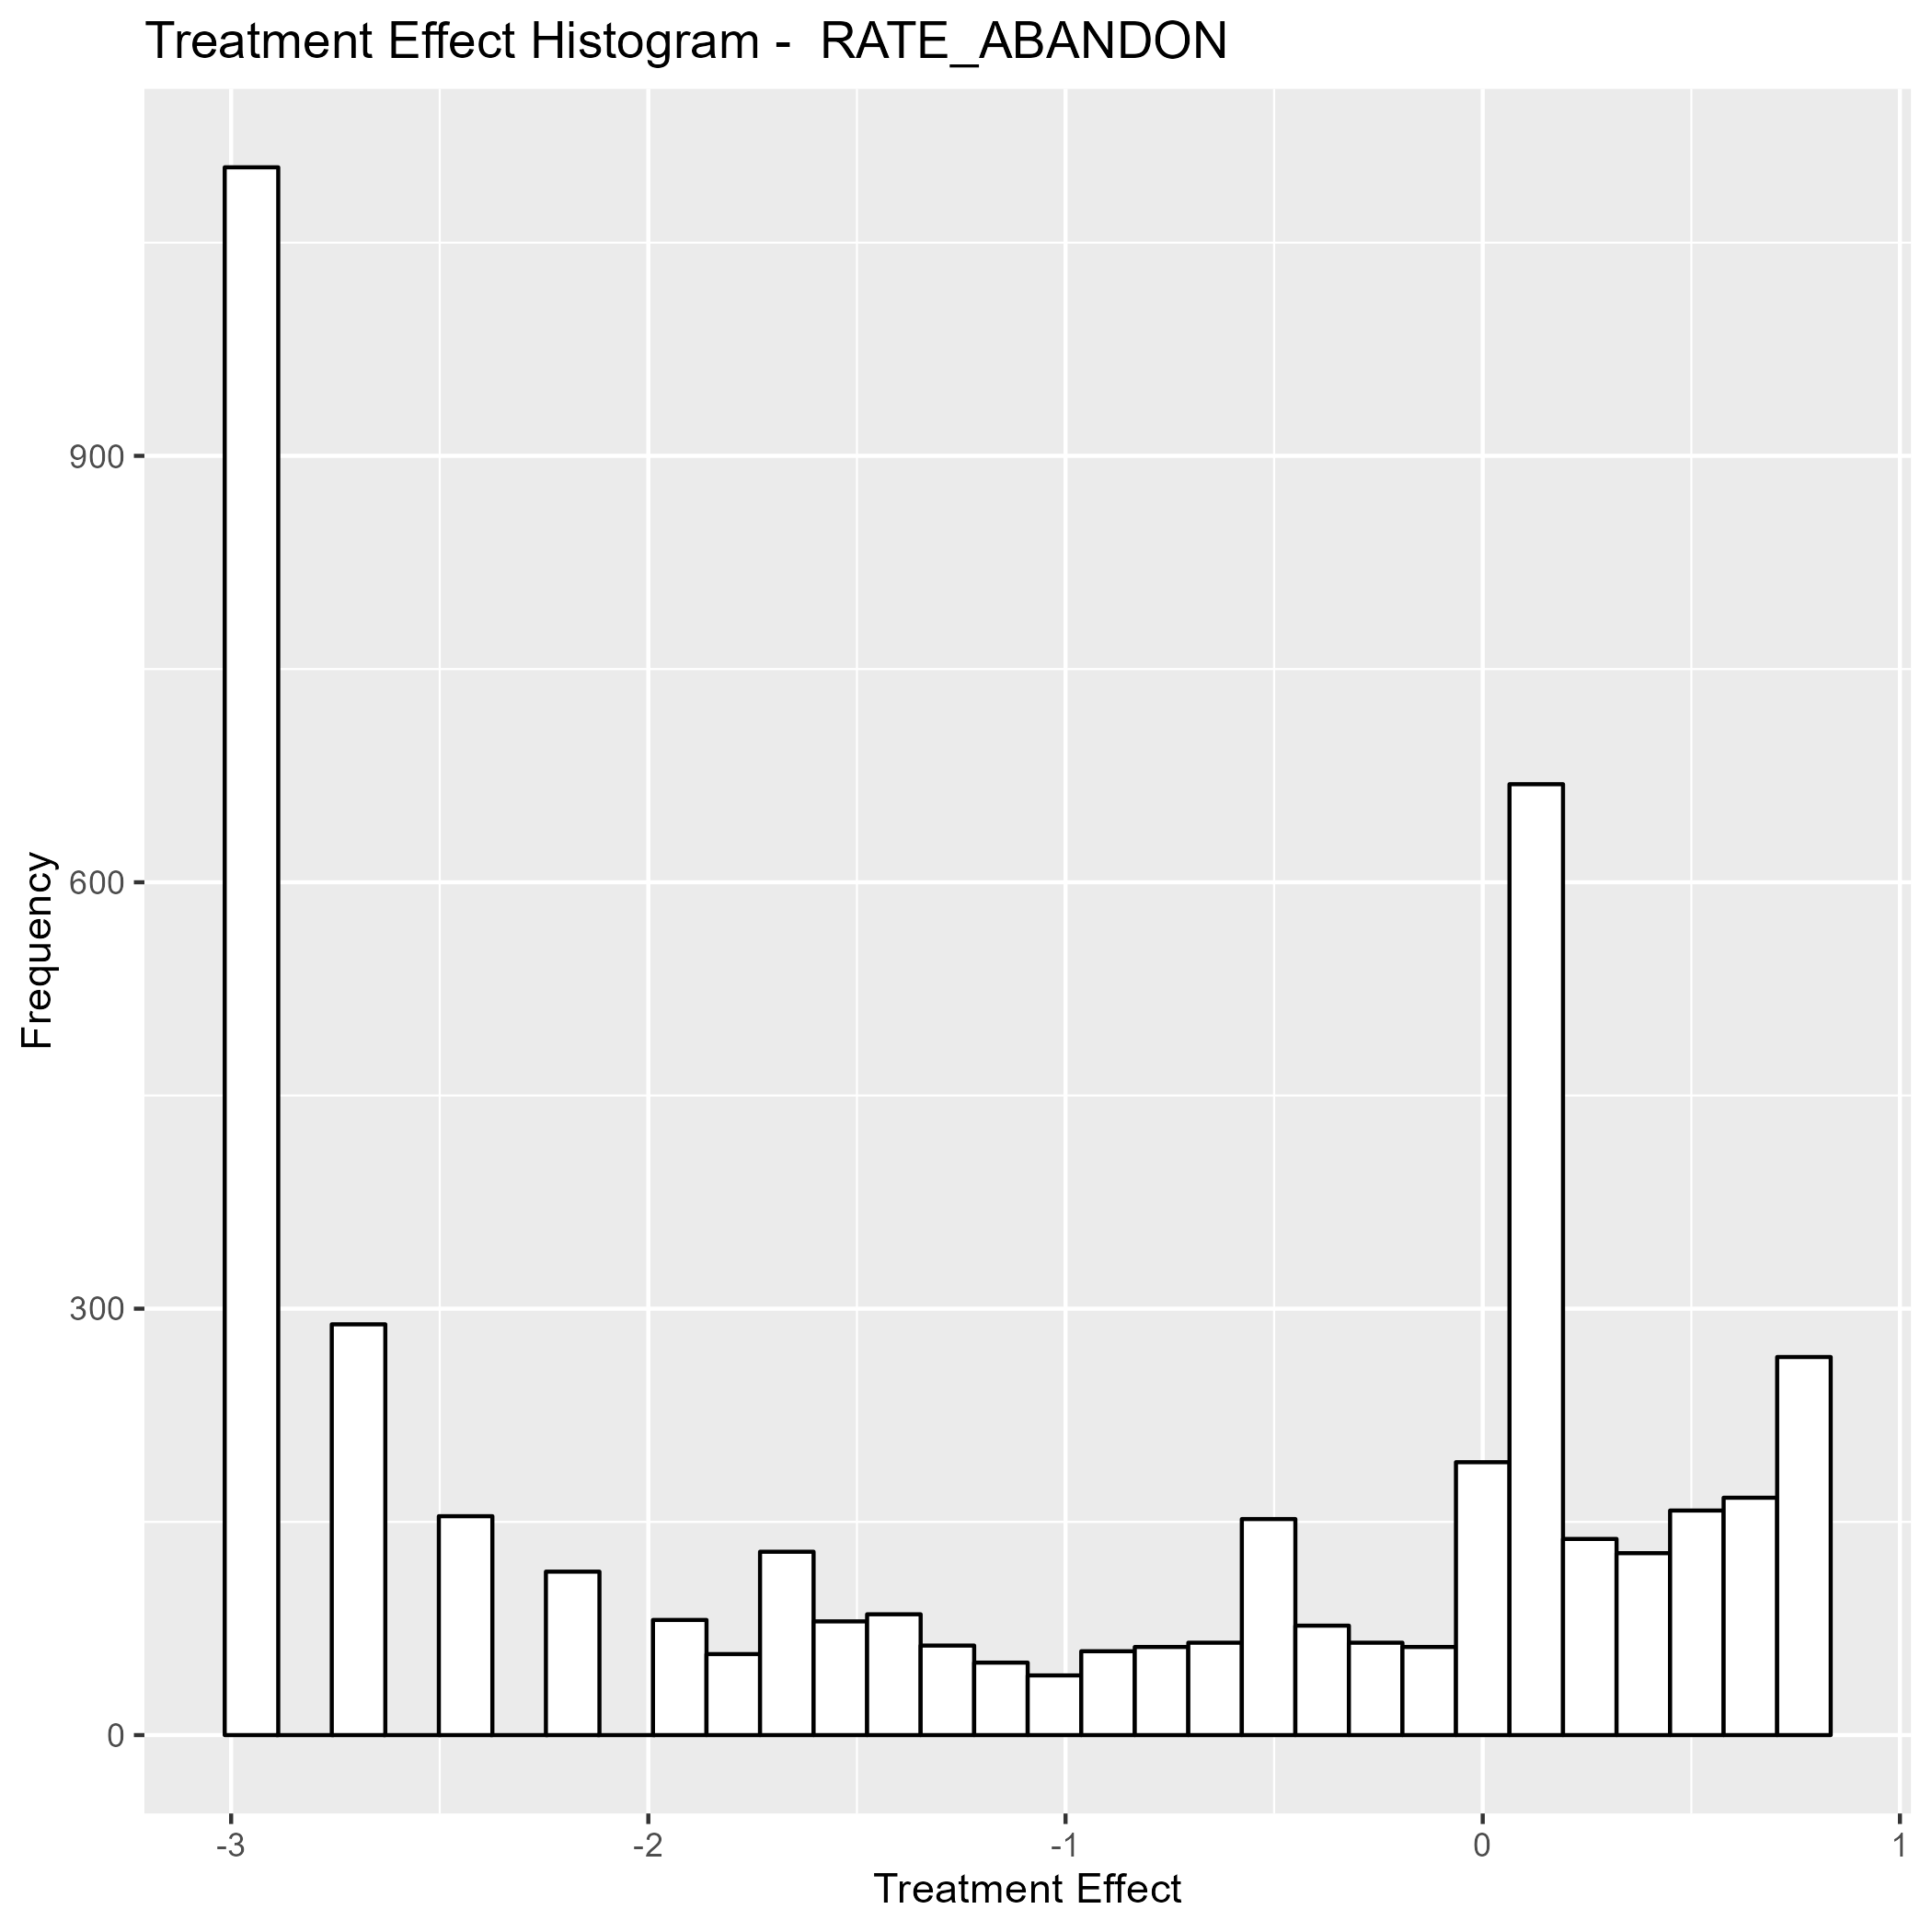 Treatment Effect Histogram -  RATE_ABANDON
Frequency
900
600
300
0
-3 -2 -1 0 1
Treatment Effect